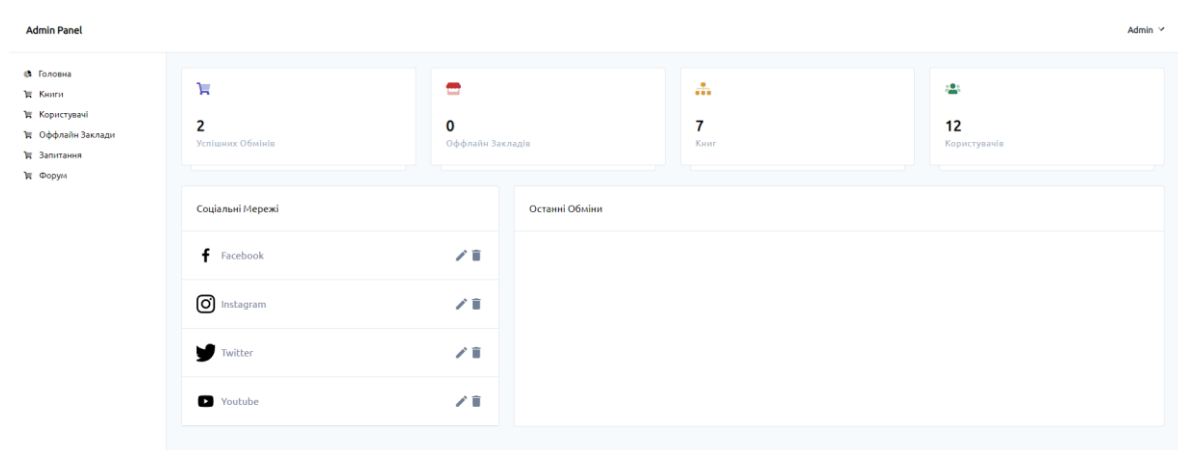 Admin Panel
Admin
Головна
Книги
Користувачі
Оффлайн Заклади
Запитання
Форум
2
Успішних Обмінів
0
Оффлайн Закладів
7
Книг
12
Користувачів
Соціальні Мережі
Facebook
Instagram
Twitter
Youtube
Останні Обміни